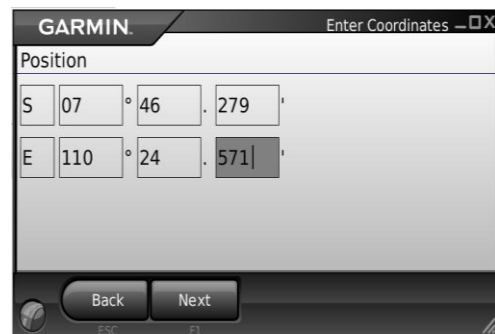 GARMIN. Enter Coordinates
Position
S 07 ° 46 . 279 '
E 110 ° 24 . 571 '
Back Next
ESC F1